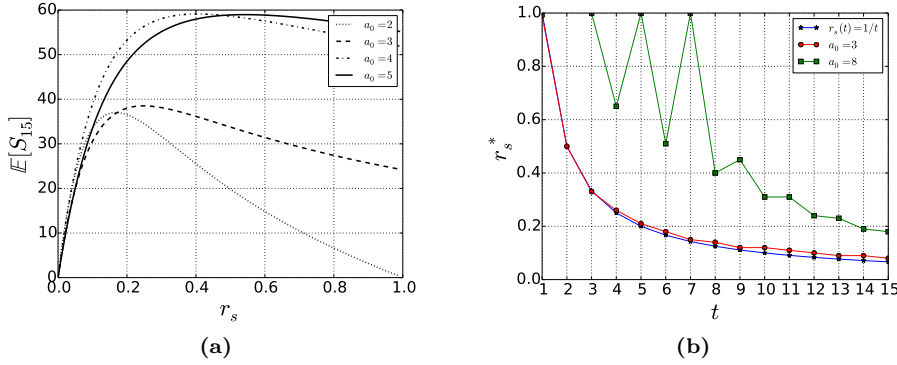 60
50
40
30
20
10
0
0.0 0.2 0.4 0.6 0.8 1.0
𝔼[S₁₅]
r_s
a₀ = 2
a₀ = 3
a₀ = 4
a₀ = 5
(a)
1.0
0.8
0.6
0.4
0.2
0.0
1 2 3 4 5 6 7 8 9 10 11 12 13 14 15
r_s*
t
r_s(t) = 1/t
a₀ = 3
a₀ = 8
(b)